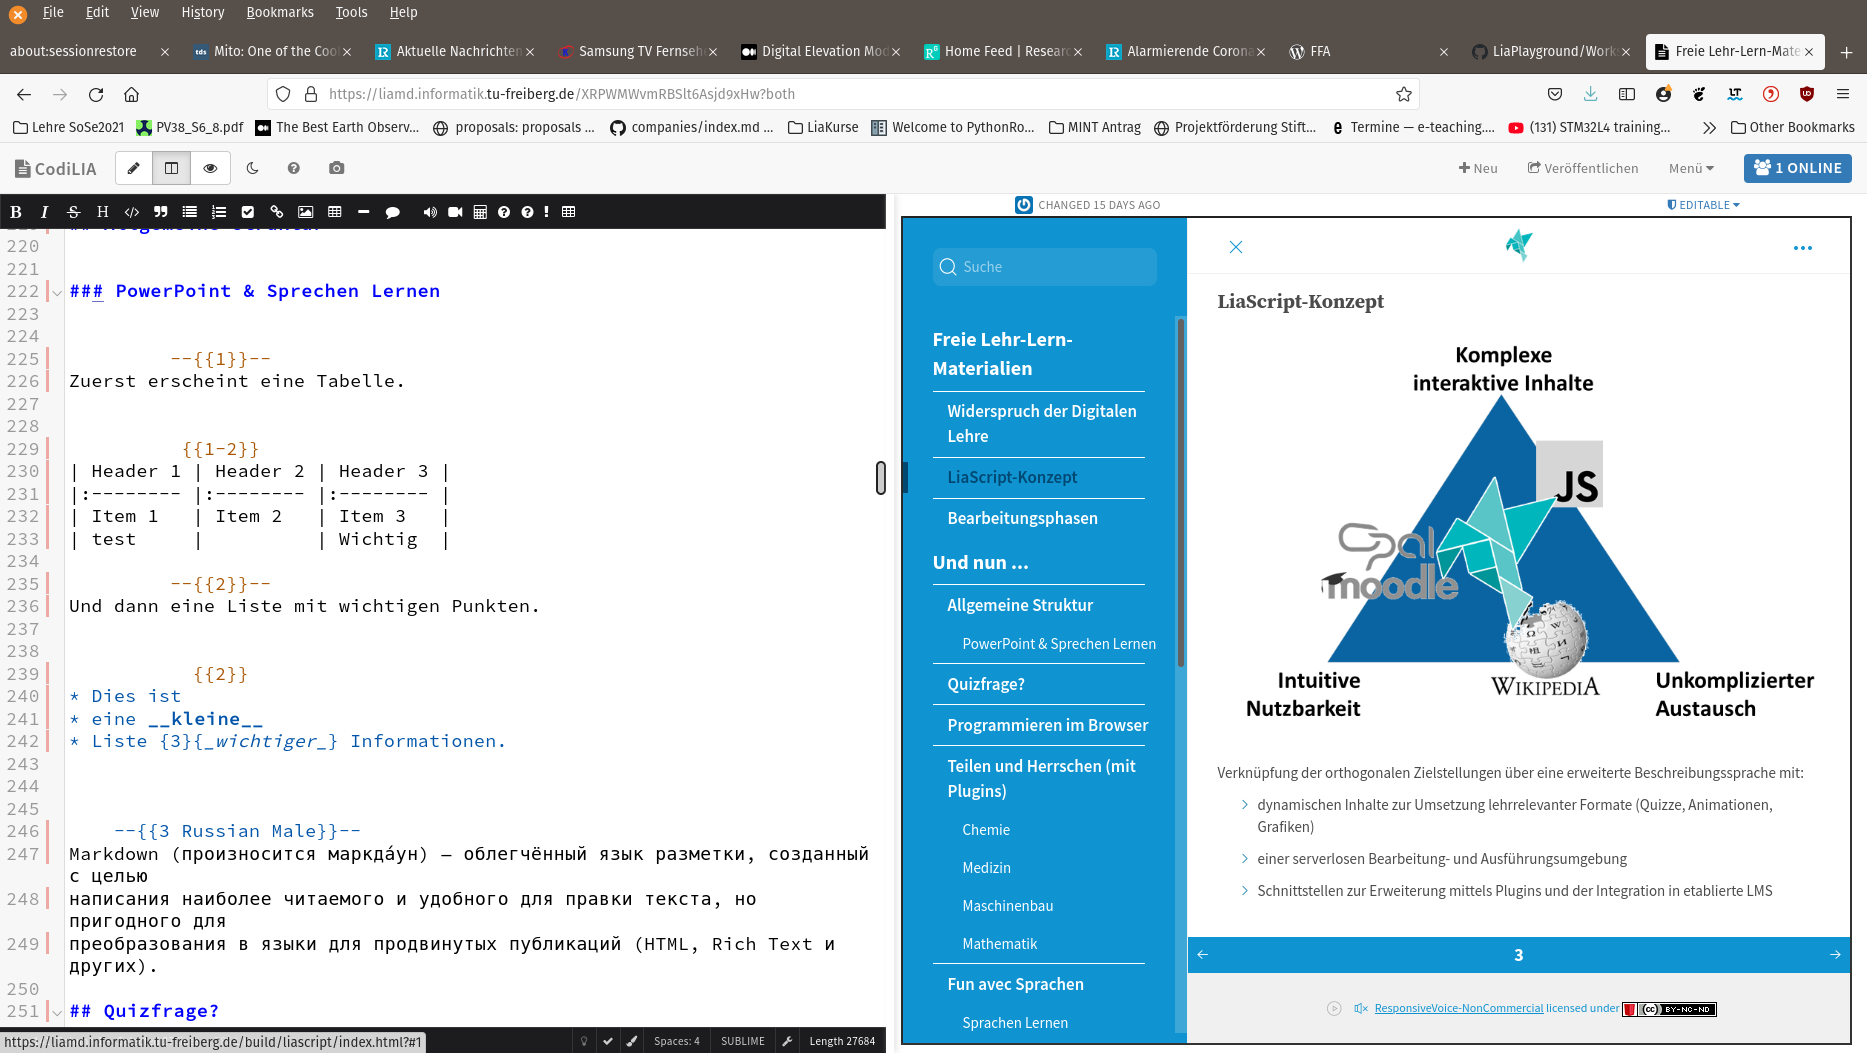 File Edit View History Bookmarks Tools Help
about:sessionrestore
Mito: One of the Coo
Aktuelle Nachrichten
Samsung TV Fernseh
Digital Elevation Mod
Home Feed | Resear
Alarmierende Corona
FFA
LiaPlayground/Work
Freie Lehr-Lern-Mate
https://liamd.informatik.tu-freiberg.de/XRPWMWvmRBSlt6Asjd9xHw?both
Lehre SoSe2021
PV38_S6_8.pdf
The Best Earth Observ...
proposals: proposals ...
companies/index.md ...
LiaKurse
Welcome to PythonRo...
MINT Antrag
Projektförderung Stift...
Termine — e-teaching....
(131) STM32L4 training...
Other Bookmarks
CodiLIA
Neu
Veröffentlichen
Menü
1 ONLINE
CHANGED 15 DAYS AGO
EDITABLE
220
221
222 ### PowerPoint & Sprechen Lernen
223
224
225 --{{1}}--
226 Zuerst erscheint eine Tabelle.
227
228
229 {{1-2}}
230 | Header 1 | Header 2 | Header 3 |
231 |:-------- |:-------- |:-------- |
232 | Item 1 | Item 2 | Item 3 |
233 | test | | Wichtig |
234
235 --{{2}}--
236 Und dann eine Liste mit wichtigen Punkten.
237
238
239 {{2}}
240 * Dies ist
241 * eine __kleine__
242 * Liste {3}{_wichtiger_} Informationen.
243
244
245
246 --{{3 Russian Male}}--
247 Markdown (произносится маркда́ун) — облегчённый язык разметки, созданный
с целью
248 написания наиболее читаемого и удобного для правки текста, но
пригодного для
249 преобразования в языки для продвинутых публикаций (HTML, Rich Text и
других).
250
251 ## Quizfrage?
https://liamd.informatik.tu-freiberg.de/build/liascript/index.html?#1
Spaces: 4
SUBLIME
Length 27684
Suche
Freie Lehr-Lern-
Materialien
Widerspruch der Digitalen
Lehre
LiaScript-Konzept
Bearbeitungsphasen
Und nun ...
Allgemeine Struktur
PowerPoint & Sprechen Lernen
Quizfrage?
Programmieren im Browser
Teilen und Herrschen (mit
Plugins)
Chemie
Medizin
Maschinenbau
Mathematik
Fun avec Sprachen
Sprachen Lernen
LiaScript-Konzept
Komplexe
interaktive Inhalte
JS
Opal
moodle
WIKIPEDIA
Intuitive
Nutzbarkeit
Unkomplizierter
Austausch
Verknüpfung der orthogonalen Zielstellungen über eine erweiterte Beschreibungssprache mit:
dynamischen Inhalte zur Umsetzung lehrrelevanter Formate (Quizze, Animationen,
Grafiken)
einer serverlosen Bearbeitung- und Ausführungsumgebung
Schnittstellen zur Erweiterung mittels Plugins und der Integration in etablierte LMS
3
ResponsiveVoice-NonCommercial licensed under
(cc) BY-NC-ND